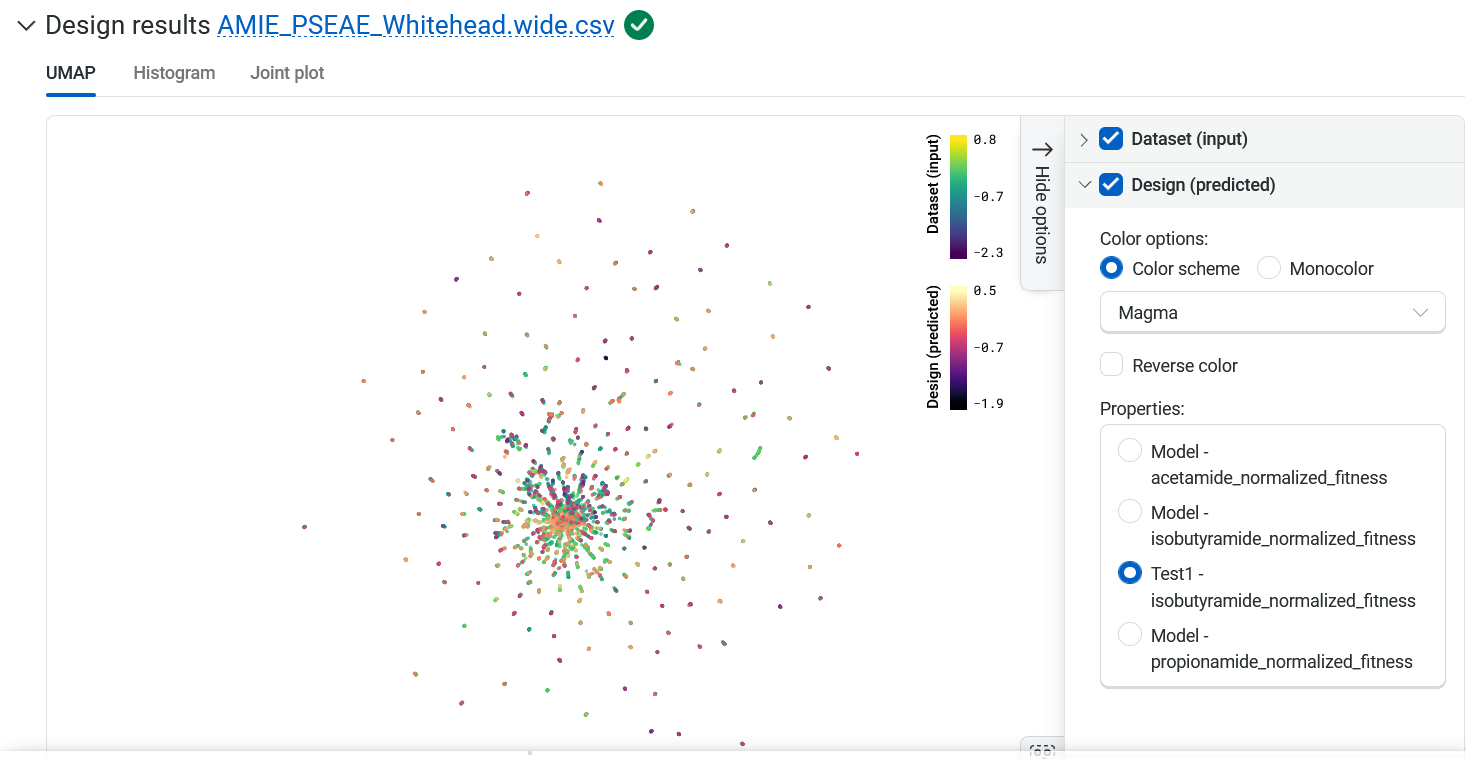 Design results AMIE_PSEAE_Whitehead.wide.csv
UMAP Histogram Joint plot
Dataset (input)
0.8
-0.7
-2.3
Design (predicted)
0.5
-0.7
-1.9
Hide options
Dataset (input)
Design (predicted)
Color options:
Color scheme Monocolor
Magma
Reverse color
Properties:
Model -
acetamide_normalized_fitness
Model -
isobutyramide_normalized_fitness
Test1 -
isobutyramide_normalized_fitness
Model -
propionamide_normalized_fitness